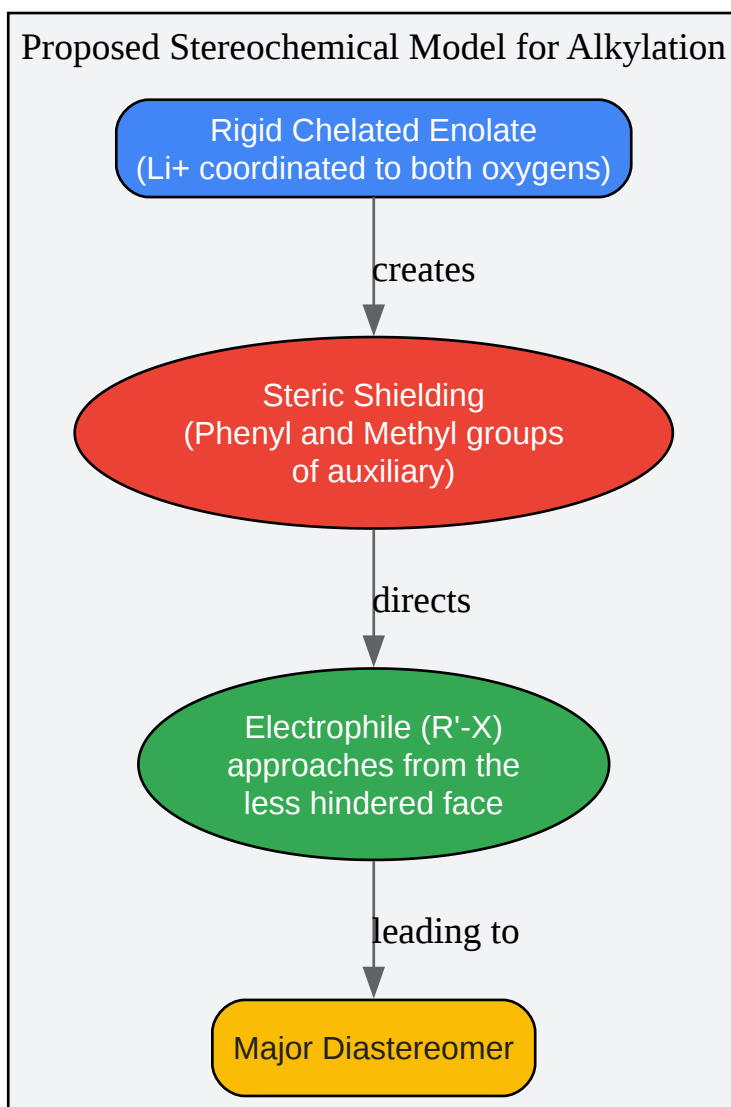 Proposed Stereochemical Model for Alkylation
Rigid Chelated Enolate
(Li+ coordinated to both oxygens)
creates
Steric Shielding
(Phenyl and Methyl groups
of auxiliary)
directs
Electrophile (R'-X)
approaches from the
less hindered face
leading to
Major Diastereomer